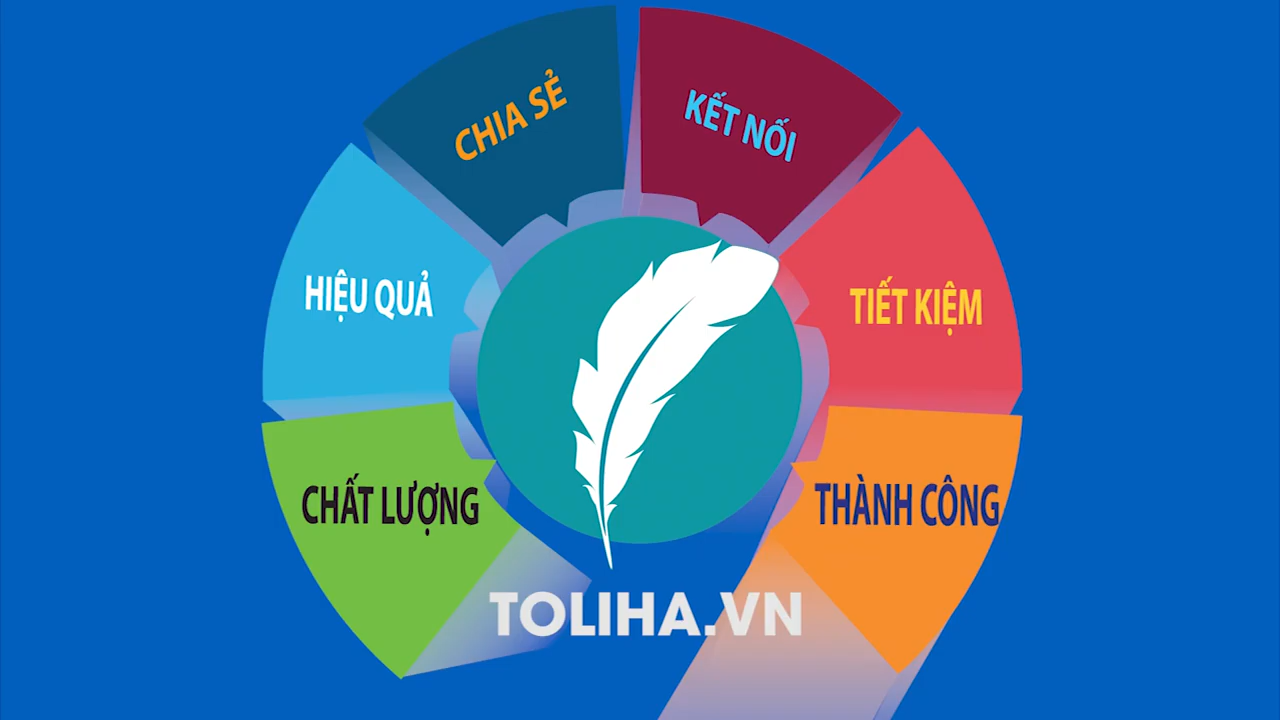 CHIA SẺ
KẾT NỐI
HIỆU QUẢ
TIẾT KIỆM
CHẤT LƯỢNG
THÀNH CÔNG
TOLIHA.VN